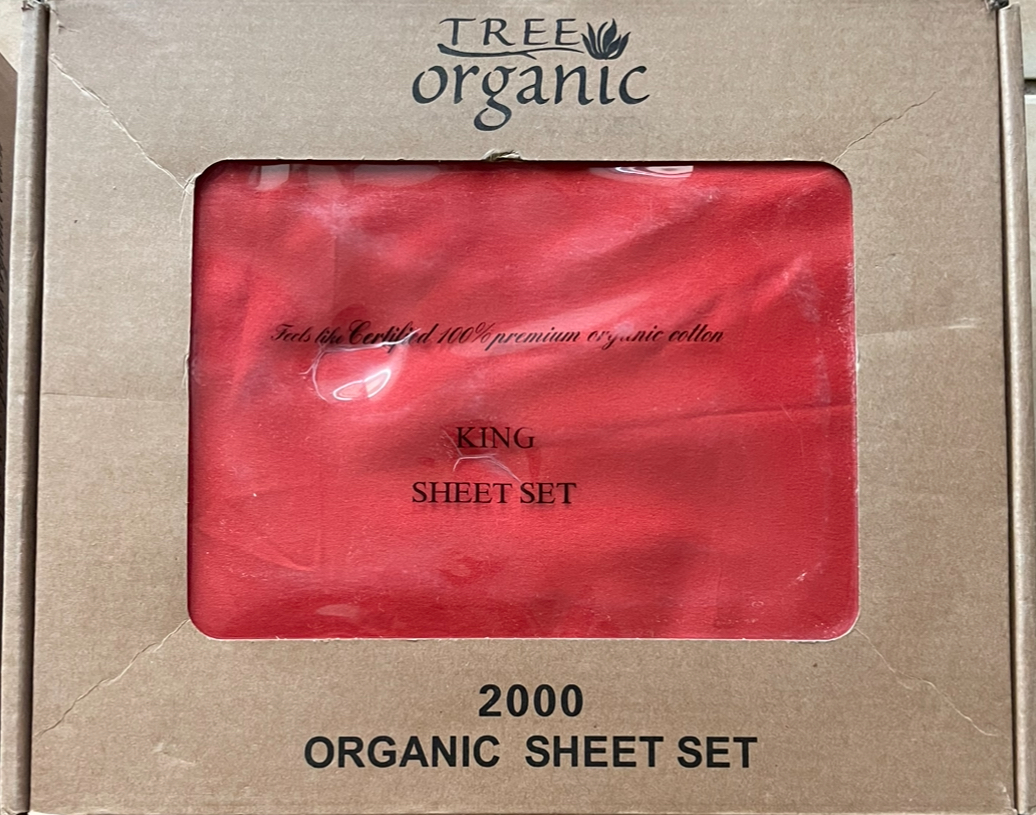 TREE
organic
Feels like Certified 100% premium organic cotton
KING
SHEET SET
2000
ORGANIC SHEET SET